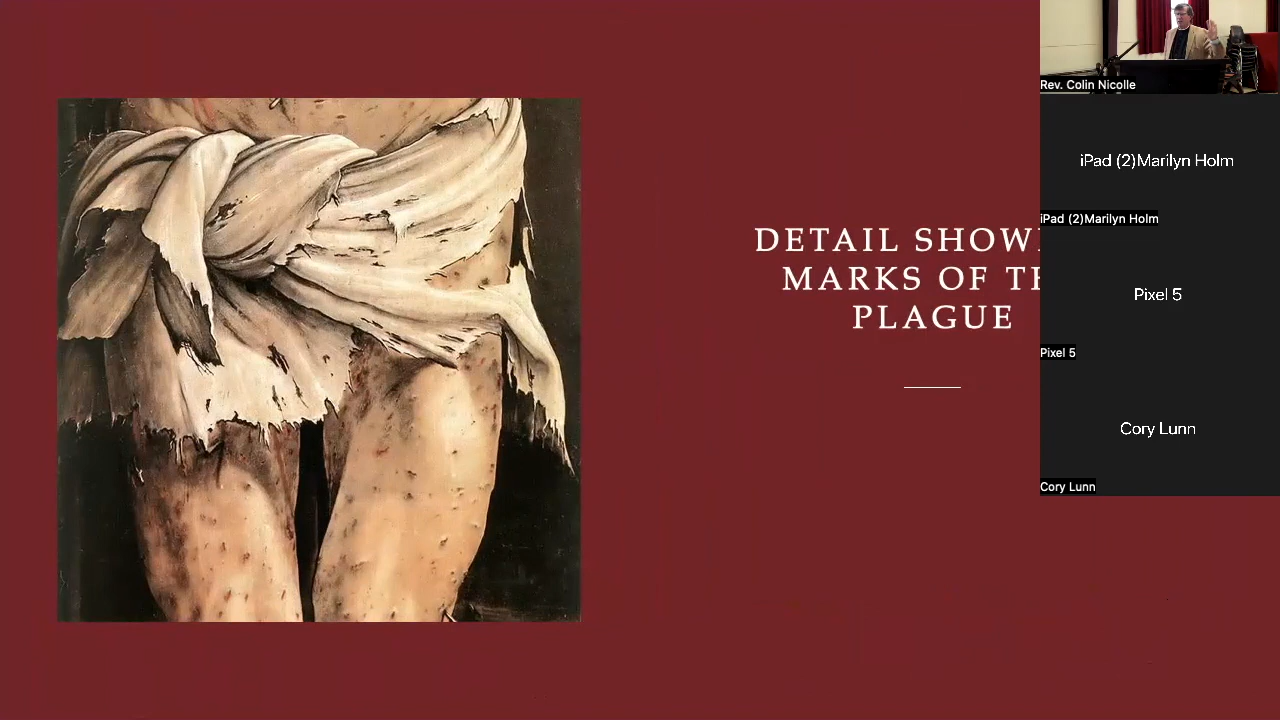 DETAIL SHOW
MARKS OF TH
PLAGUE
Rev. Colin Nicolle
iPad (2)Marilyn Holm
iPad (2)Marilyn Holm
Pixel 5
Pixel 5
Cory Lunn
Cory Lunn